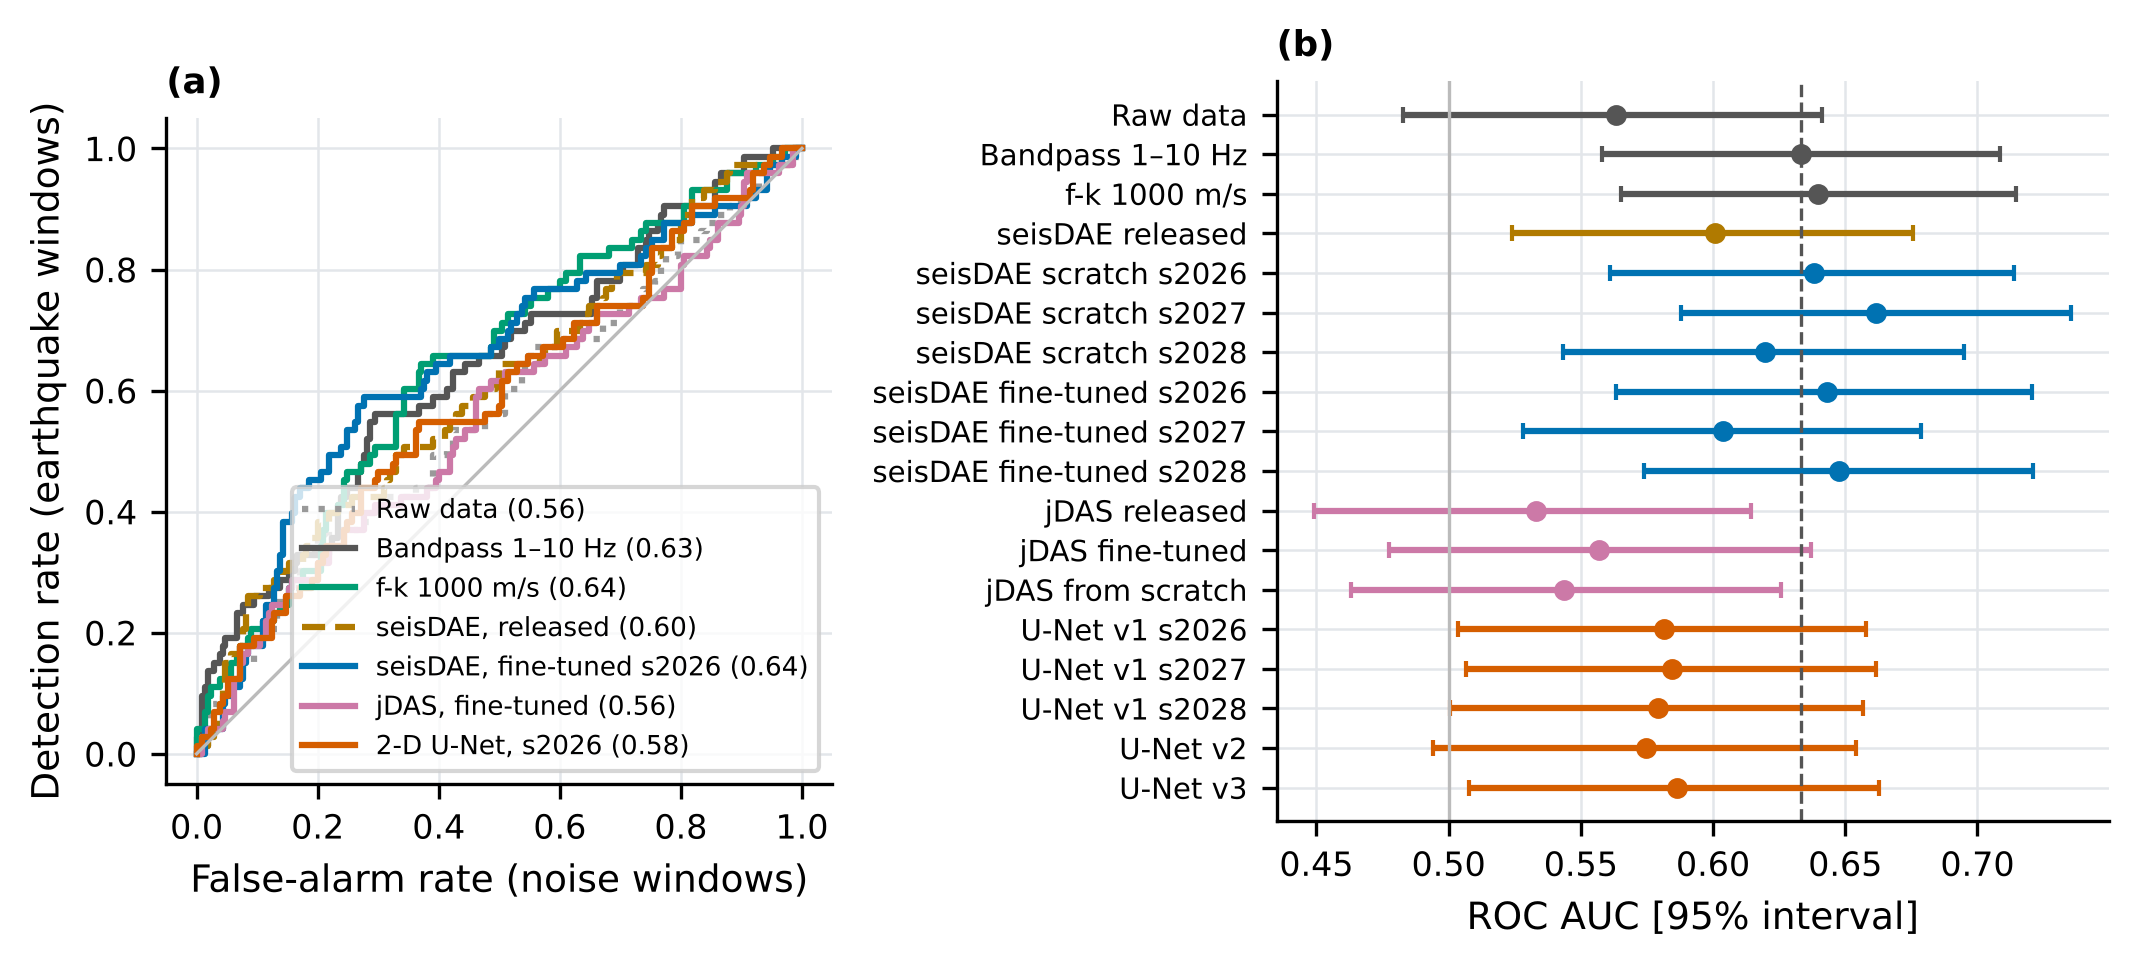 (a)
Detection rate (earthquake windows)
1.0
0.8
0.6
0.4
0.2
0.0
Raw data (0.56)
Bandpass 1–10 Hz (0.63)
f-k 1000 m/s (0.64)
seisDAE, released (0.60)
seisDAE, fine-tuned s2026 (0.64)
jDAS, fine-tuned (0.56)
2-D U-Net, s2026 (0.58)
0.0 0.2 0.4 0.6 0.8 1.0
False-alarm rate (noise windows)
(b)
Raw data
Bandpass 1–10 Hz
f-k 1000 m/s
seisDAE released
seisDAE scratch s2026
seisDAE scratch s2027
seisDAE scratch s2028
seisDAE fine-tuned s2026
seisDAE fine-tuned s2027
seisDAE fine-tuned s2028
jDAS released
jDAS fine-tuned
jDAS from scratch
U-Net v1 s2026
U-Net v1 s2027
U-Net v1 s2028
U-Net v2
U-Net v3
0.45 0.50 0.55 0.60 0.65 0.70
ROC AUC [95% interval]